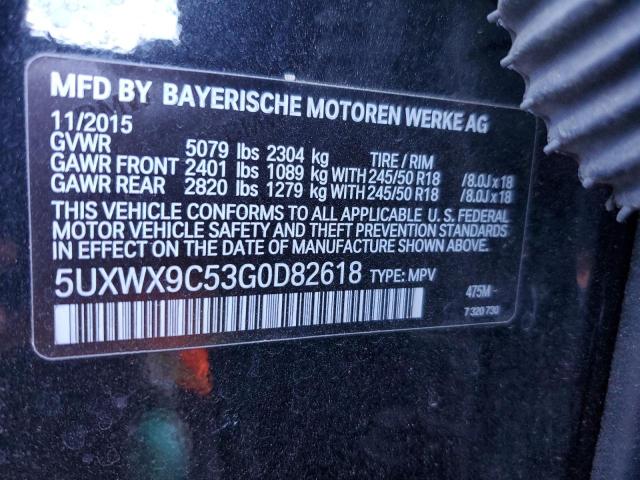 MFD BY BAYERISCHE MOTOREN WERKE AG
11/2015
GVWR 5079 lbs 2304 kg TIRE / RIM
GAWR FRONT 2401 lbs 1089 kg WITH 245/50 R18 /8.0J x 18
GAWR REAR 2820 lbs 1279 kg WITH 245/50 R18 /8.0J x 18
THIS VEHICLE CONFORMS TO ALL APPLICABLE U.S. FEDERAL
MOTOR VEHICLE SAFETY AND THEFT PREVENTION STANDARDS
IN EFFECT ON THE DATE OF MANUFACTURE SHOWN ABOVE.
5UXWX9C53G0D82618 TYPE: MPV
475M
7 320 730